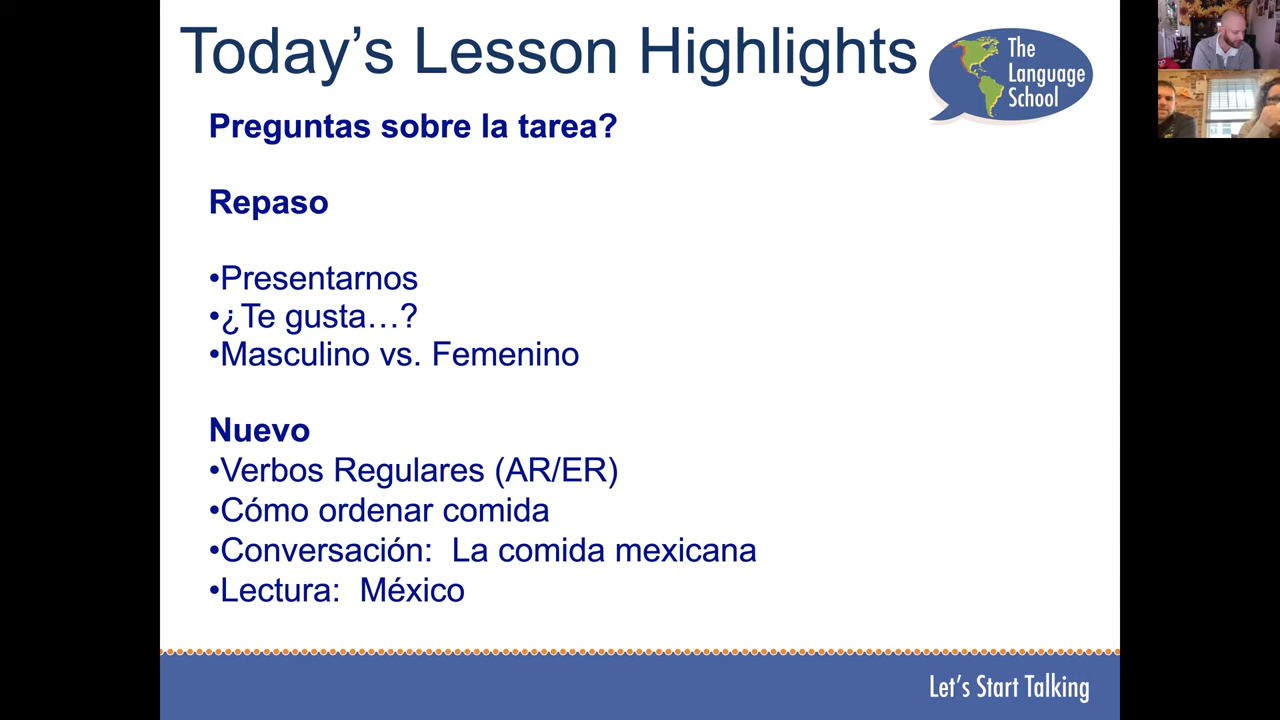 Today's Lesson Highlights
The
Language
School
Preguntas sobre la tarea?
Repaso
•Presentarnos
•¿Te gusta…?
•Masculino vs. Femenino
Nuevo
•Verbos Regulares (AR/ER)
•Cómo ordenar comida
•Conversación:  La comida mexicana
•Lectura:  México
Let's Start Talking